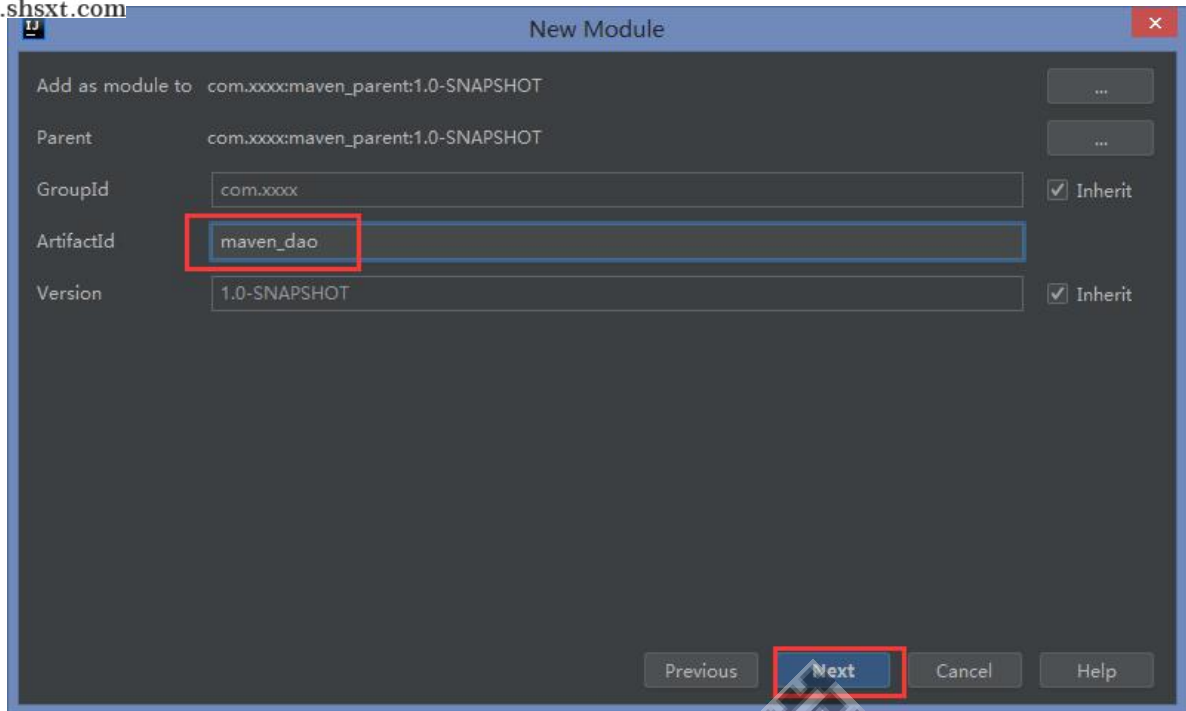 .shsxt.com
IJ
New Module
Add as module to com.xxxx:maven_parent:1.0-SNAPSHOT ...
Parent com.xxxx:maven_parent:1.0-SNAPSHOT ...
GroupId com.xxxx Inherit
ArtifactId maven_dao
Version 1.0-SNAPSHOT Inherit
Previous Next Cancel Help